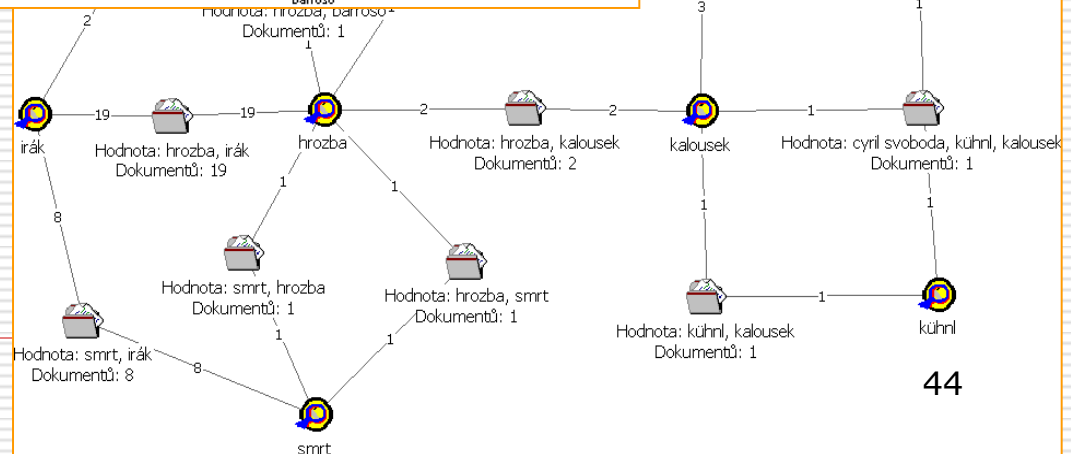 barroso
Hodnota: hrozba, barroso
Dokumentů: 1
2
1
1
3
1
19
19
2
2
1
irák
Hodnota: hrozba, irák
Dokumentů: 19
hrozba
Hodnota: hrozba, kalousek
Dokumentů: 2
kalousek
Hodnota: cyril svoboda, kühnl, kalousek
Dokumentů: 1
8
1
1
1
1
Hodnota: smrt, hrozba
Dokumentů: 1
Hodnota: hrozba, smrt
Dokumentů: 1
1
Hodnota: kühnl, kalousek
Dokumentů: 1
kühnl
Hodnota: smrt, irák
Dokumentů: 8
8
1
1
44
smrt